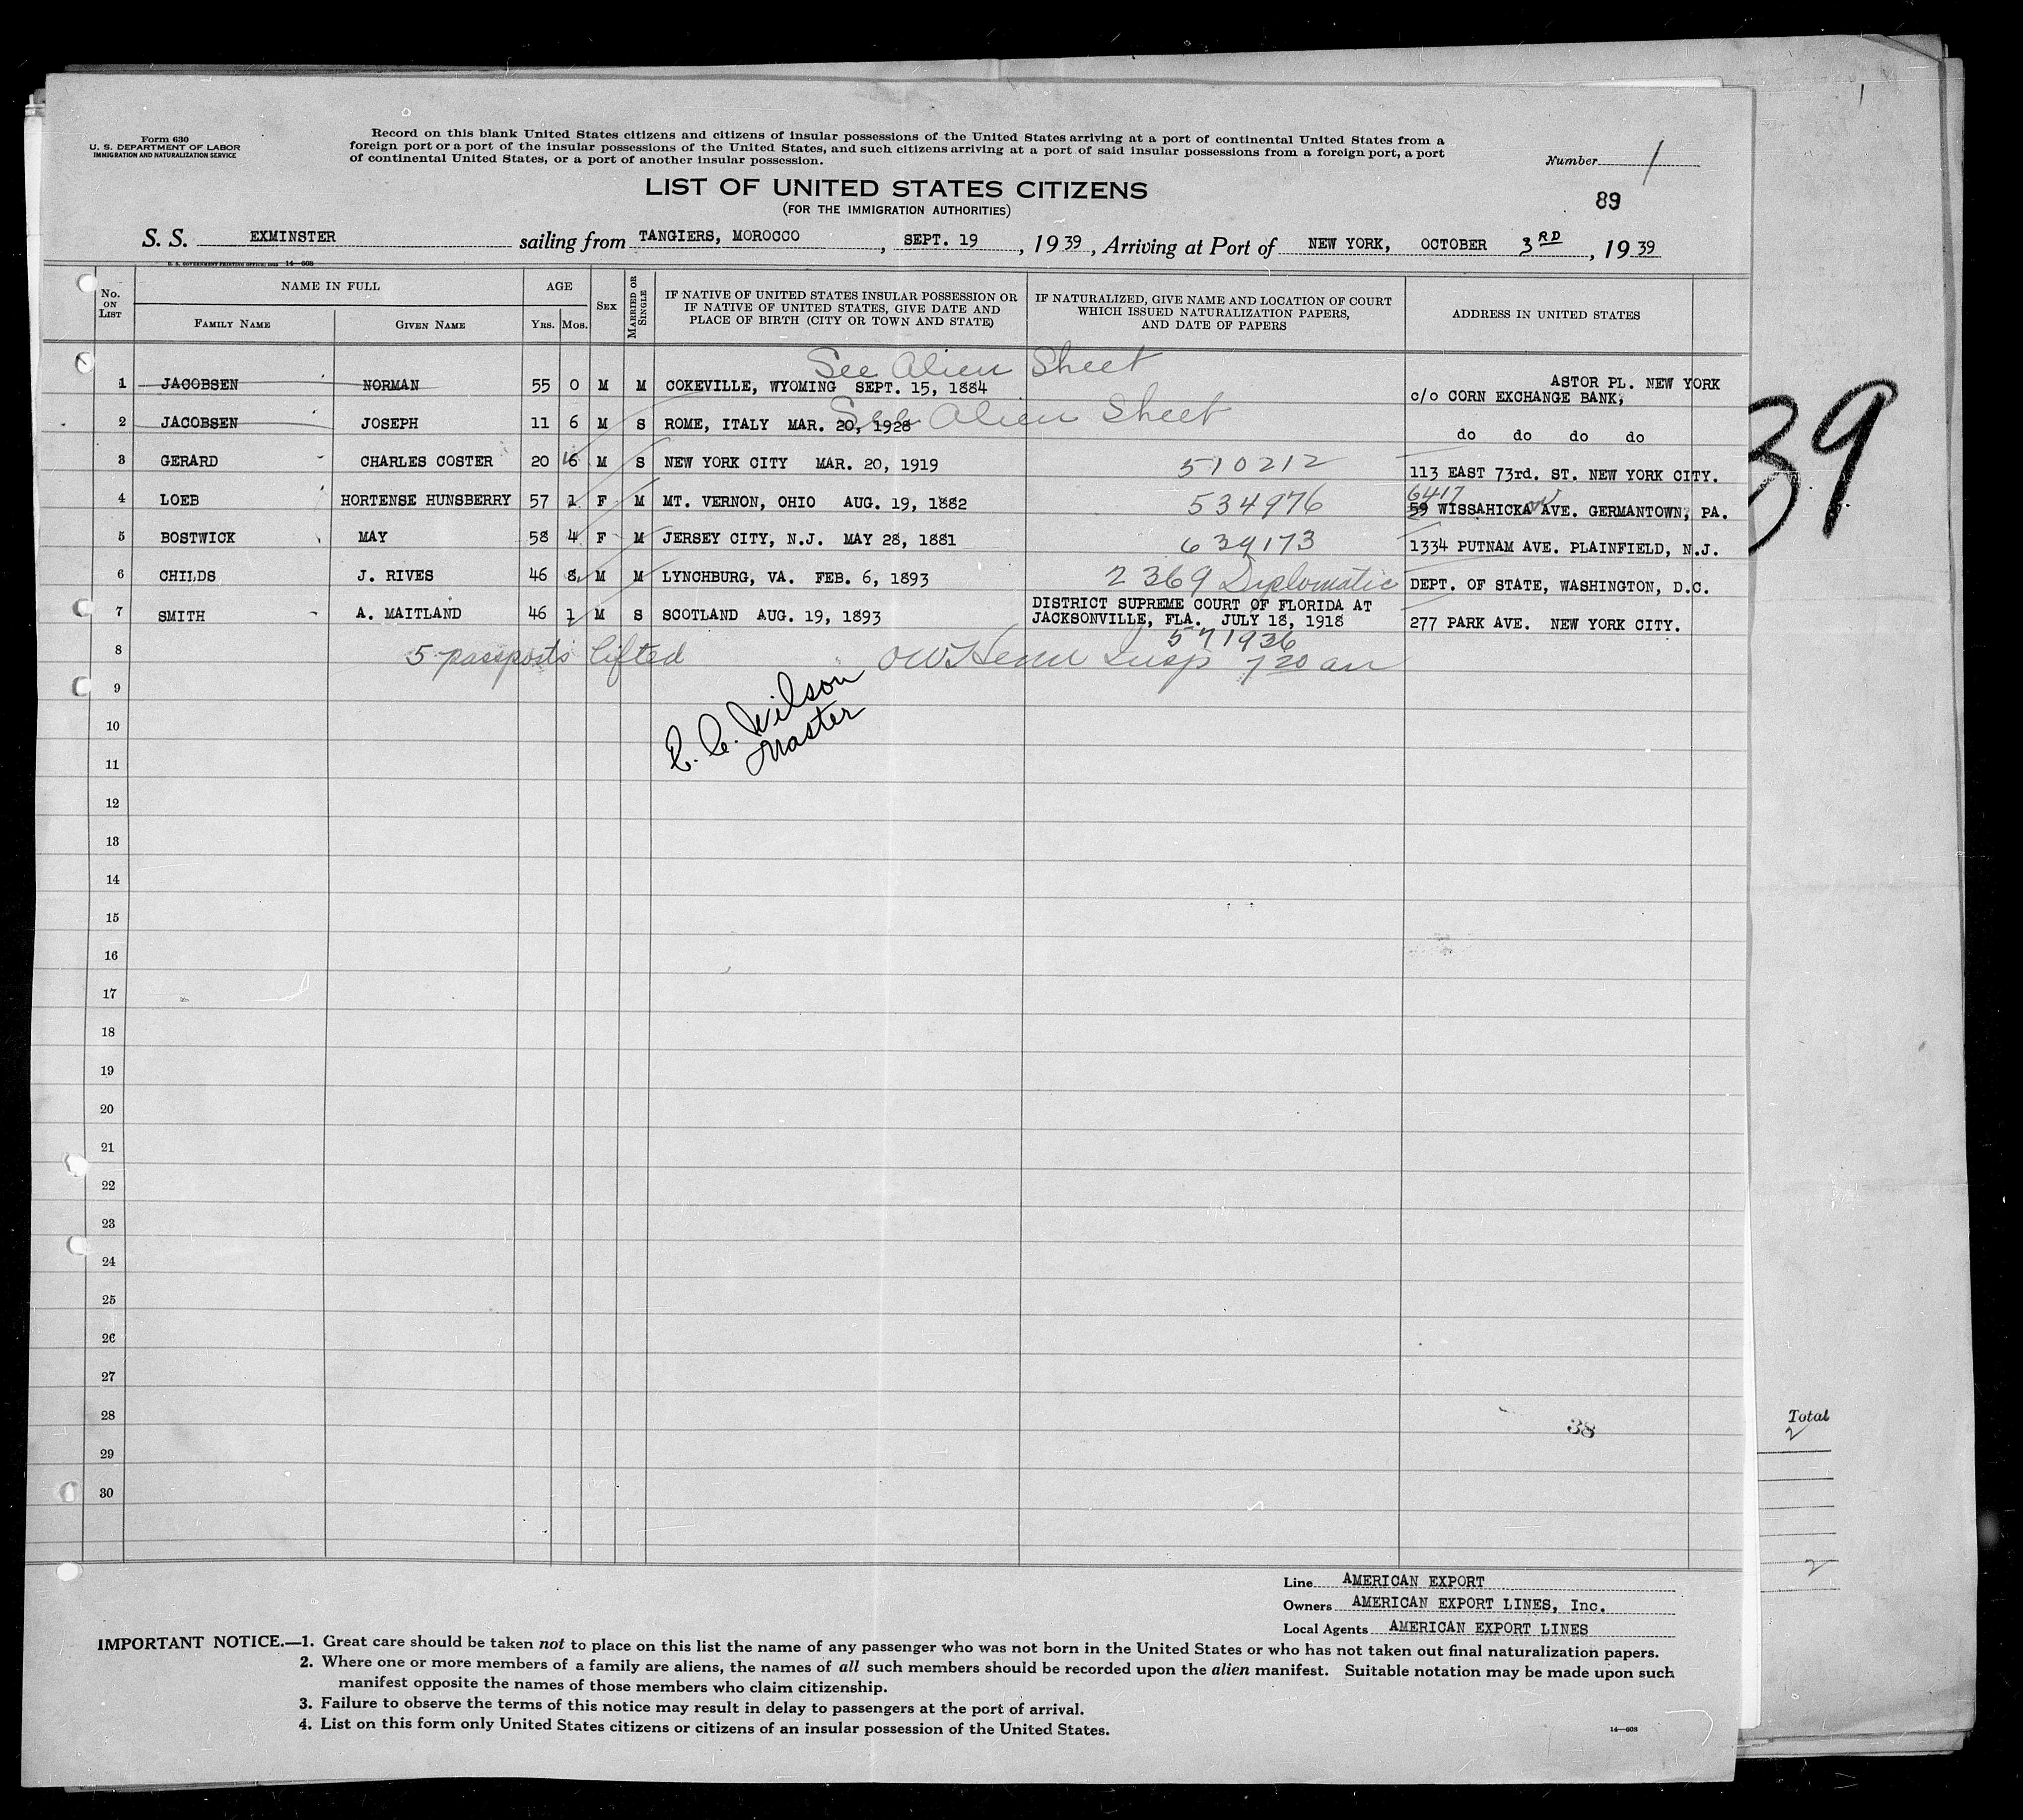 Form 630
U. S. DEPARTMENT OF LABOR
IMMIGRATION AND NATURALIZATION SERVICE
Record on this blank United States citizens and citizens of insular possessions of the United States arriving at a port of continental United States from a
foreign port or a port of the insular possessions of the United States, and such citizens arriving at a port of said insular possessions from a foreign port, a port
of continental United States, or a port of another insular possession.
Number 1
LIST OF UNITED STATES CITIZENS
(FOR THE IMMIGRATION AUTHORITIES)
89
S. S. EXMINSTER sailing from TANGIERS, MOROCCO, SEPT. 19, 1939, Arriving at Port of NEW YORK, OCTOBER 3RD, 1939
U. S. GOVERNMENT PRINTING OFFICE: 14—608
No. ON LIST
NAME IN FULL
FAMILY NAME GIVEN NAME
AGE
YRS. MOS.
SEX
MARRIED OR SINGLE
IF NATIVE OF UNITED STATES INSULAR POSSESSION OR
IF NATIVE OF UNITED STATES, GIVE DATE AND
PLACE OF BIRTH (CITY OR TOWN AND STATE)
IF NATURALIZED, GIVE NAME AND LOCATION OF COURT
WHICH ISSUED NATURALIZATION PAPERS,
AND DATE OF PAPERS
ADDRESS IN UNITED STATES
See Alien Sheet
1 JACOBSEN NORMAN 55 0 M M COKEVILLE, WYOMING SEPT. 15, 1884 ASTOR PL. NEW YORK
c/o CORN EXCHANGE BANK,
2 JACOBSEN JOSEPH 11 6 M S ROME, ITALY MAR. 20, 1928 See Alien Sheet do do do do
3 GERARD CHARLES COSTER 20 6 M S NEW YORK CITY MAR. 20, 1919 510212 113 EAST 73rd. ST. NEW YORK CITY.
6417
4 LOEB HORTENSE HUNSBERRY 57 1 F M MT. VERNON, OHIO AUG. 19, 1882 534976 59 WISSAHICKA AVE. GERMANTOWN, PA.
5 BOSTWICK MAY 58 4 F M JERSEY CITY, N.J. MAY 28, 1881 639173 1334 PUTNAM AVE. PLAINFIELD, N.J.
6 CHILDS J. RIVES 46 8 M M LYNCHBURG, VA. FEB. 6, 1893 2369 Diplomatic DEPT. OF STATE, WASHINGTON, D.C.
7 SMITH A. MAITLAND 46 1 M S SCOTLAND AUG. 19, 1893 DISTRICT SUPREME COURT OF FLORIDA AT
JACKSONVILLE, FLA. JULY 18, 1918 277 PARK AVE. NEW YORK CITY.
571936
8 5 passports lifted Insp 7 20 am
9
E. C. Wilson
Master
10
11
12
13
14
15
16
17
18
19
20
21
22
23
24
25
26
27
28
38
29
30
Line AMERICAN EXPORT
Owners AMERICAN EXPORT LINES, Inc.
Local Agents AMERICAN EXPORT LINES
IMPORTANT NOTICE.—1. Great care should be taken not to place on this list the name of any passenger who was not born in the United States or who has not taken out final naturalization papers.
2. Where one or more members of a family are aliens, the names of all such members should be recorded upon the alien manifest. Suitable notation may be made upon such
manifest opposite the names of those members who claim citizenship.
3. Failure to observe the terms of this notice may result in delay to passengers at the port of arrival.
4. List on this form only United States citizens or citizens of an insular possession of the United States.
14—608
39
Total
2
2